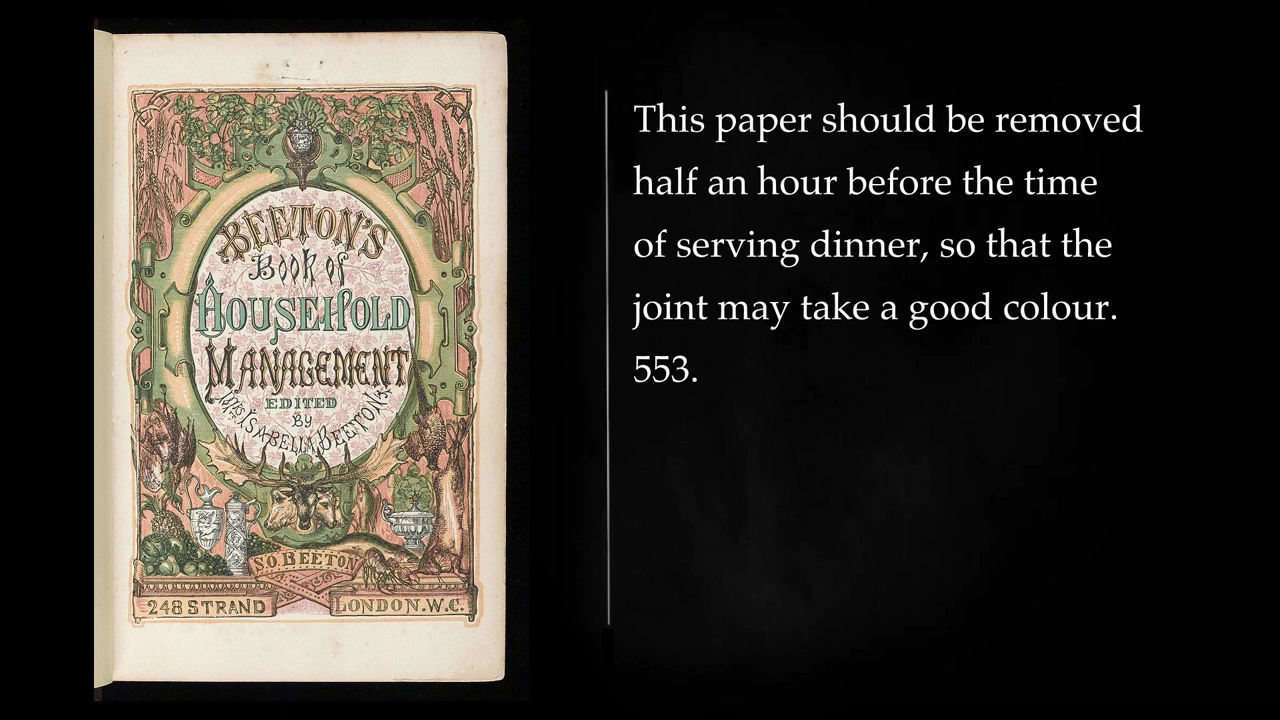 BEETON'S
Book of
HOUSEHOLD
MANAGEMENT
EDITED
BY
MRS ISABELLA BEETON
S.O. BEETON
248 STRAND
LONDON. W.C.
This paper should be removed
half an hour before the time
of serving dinner, so that the
joint may take a good colour.
553.